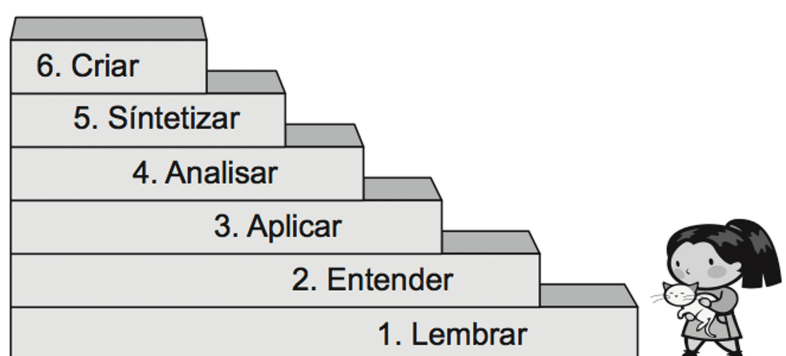 6. Criar
5. Síntetizar
4. Analisar
3. Aplicar
2. Entender
1. Lembrar